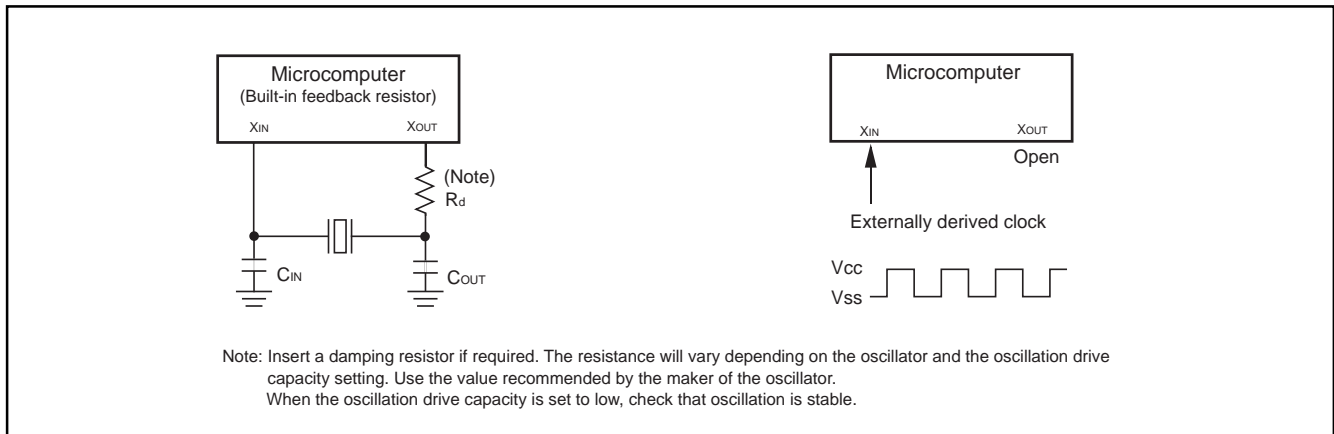 Microcomputer
(Built-in feedback resistor)
XIN XOUT
(Note)
Rd
CIN
COUT
Microcomputer
XIN XOUT
Open
Externally derived clock
Vcc
Vss
Note: Insert a damping resistor if required. The resistance will vary depending on the oscillator and the oscillation drive
capacity setting. Use the value recommended by the maker of the oscillator.
When the oscillation drive capacity is set to low, check that oscillation is stable.